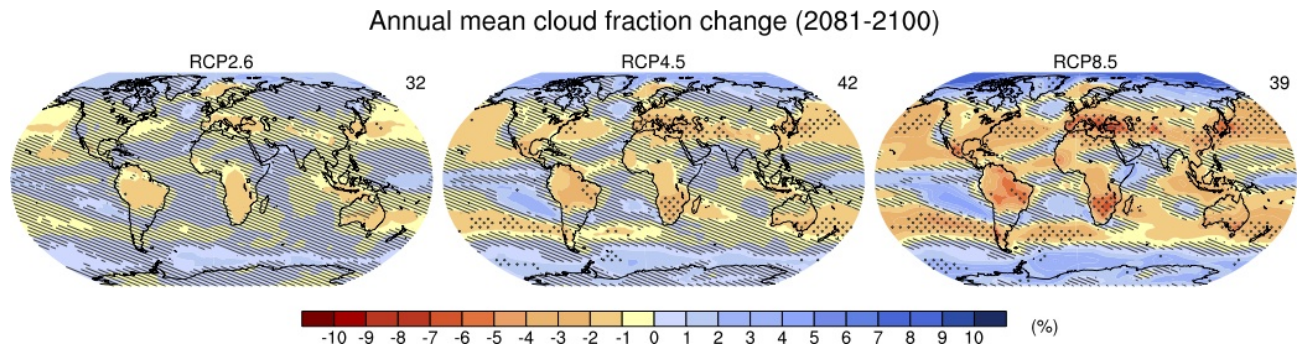 Annual mean cloud fraction change (2081-2100)
RCP2.6
32
RCP4.5
42
RCP8.5
39
-10 -9 -8 -7 -6 -5 -4 -3 -2 -1 0 1 2 3 4 5 6 7 8 9 10 (%)